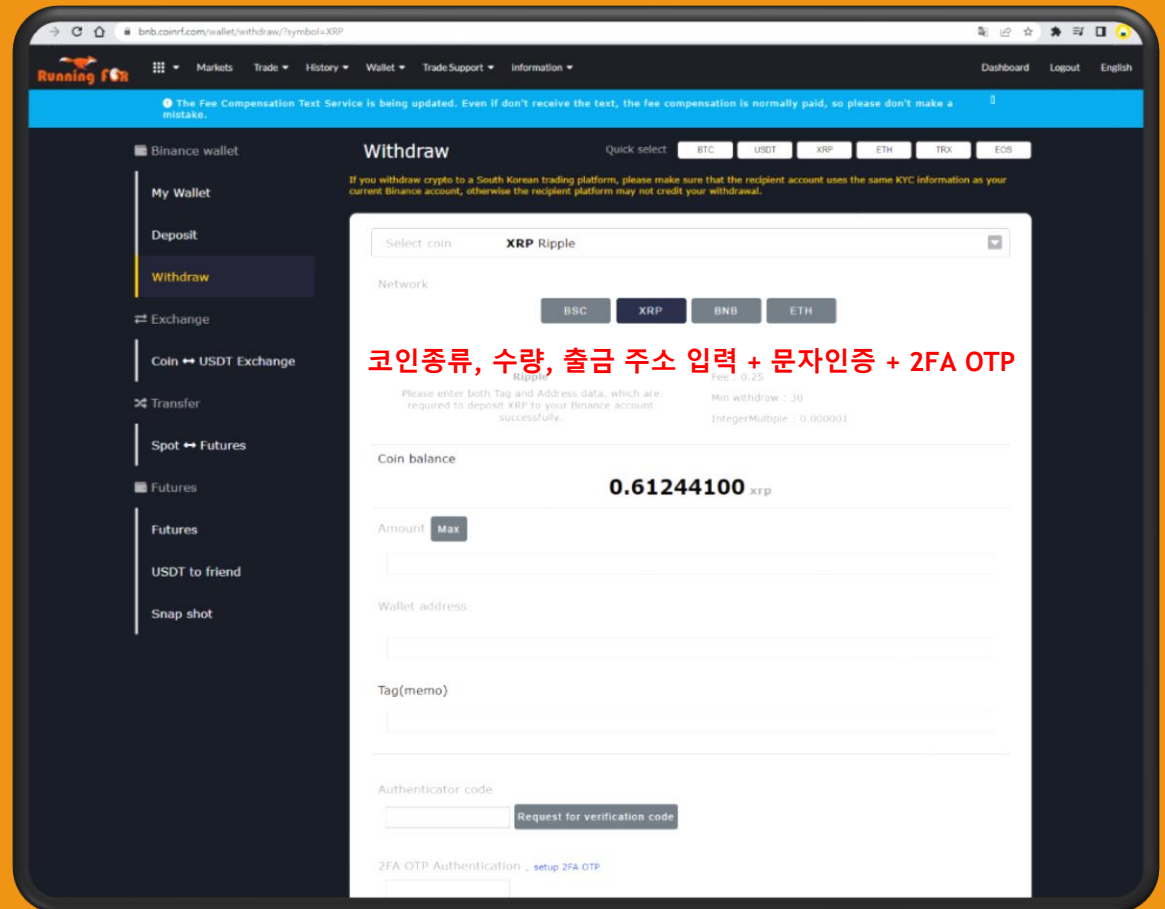 bnb.coinrf.com/wallet/withdraw/?symbol=XRP
Running FOX
Markets Trade History Wallet Trade Support Information Dashboard Logout English
The Fee Compensation Text Service is being updated. Even if don't receive the text, the fee compensation is normally paid, so please don't make a
mistake.
Binance wallet
My Wallet
Deposit
Withdraw
Exchange
Coin ↔ USDT Exchange
Transfer
Spot ↔ Futures
Futures
Futures
USDT to friend
Snap shot
Withdraw
Quick select BTC USDT XRP ETH TRX EOS
If you withdraw crypto to a South Korean trading platform, please make sure that the recipient account uses the same KYC information as your
current Binance account, otherwise the recipient platform may not credit your withdrawal.
Select coin XRP Ripple
Network
BSC XRP BNB ETH
코인종류, 수량, 출금 주소 입력 + 문자인증 + 2FA OTP
Ripple
Please enter both Tag and Address data, which are
required to deposit XRP to your Binance account
successfully.
Fee : 0.25
Min withdraw : 30
IntegerMultiple : 0.000001
Coin balance
0.61244100 xrp
Amount Max
Wallet address
Tag(memo)
Authenticator code
Request for verification code
2FA OTP Authentication , setup 2FA OTP